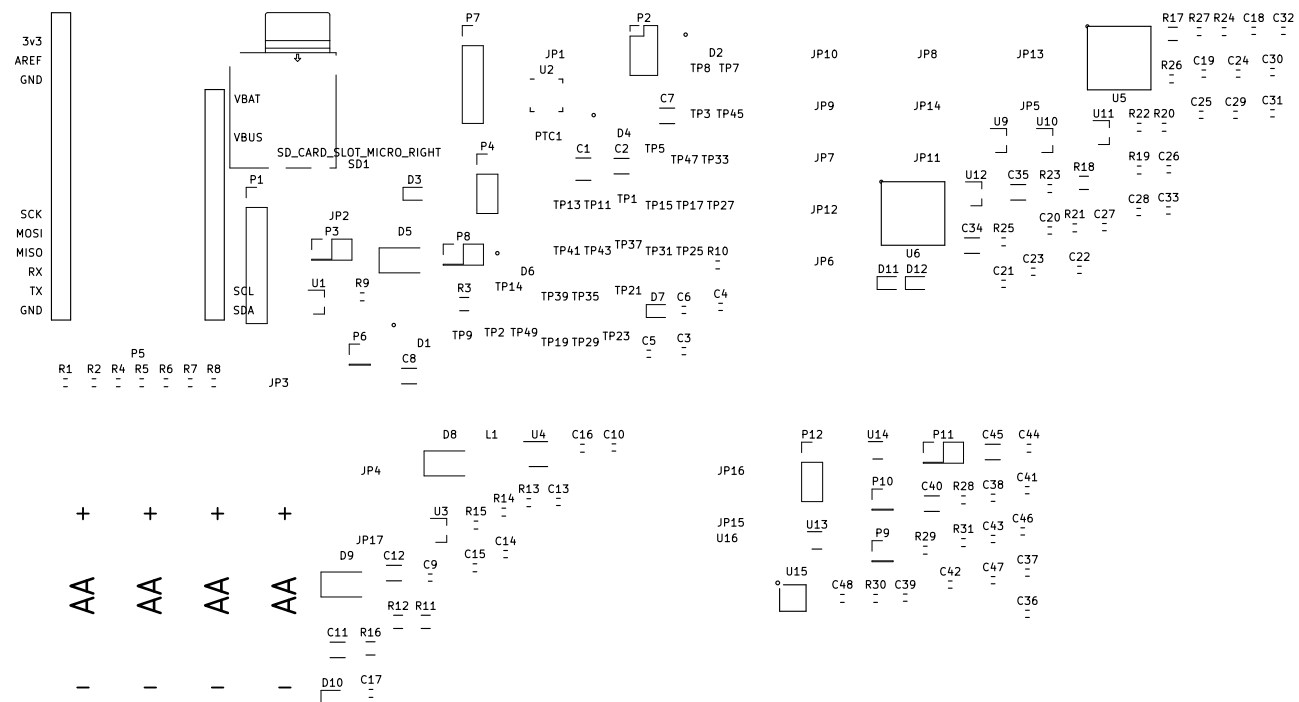 R17 R27 R24 C18 C32
P7 P2
3v3
D2
JP1 JP10 JP8 JP13
AREF
TP8 TP7 R26 C19 C24 C30
U2
GND
VBAT C7 U5
TP3 TP45 JP9 JP14 JP5 C25 C29 C31
U9 U10 U11 R22 R20
VBUS PTC1 D4
SD_CARD_SLOT_MICRO_RIGHT P4 C1 C2 TP5
SD1 TP47 TP33 JP7 JP11 R19 C26
R18
P1 D3 U12 C35 R23
TP1
SCK JP2 TP13 TP11 TP15 TP17 TP27 JP12 C28 C33
MOSI P3 D5 P8 C34 R25 C20 R21 C27
TP37
MISO TP41 TP43 TP31 TP25 R10 U6
JP6
RX D6 D11 D12 C21 C23 C22
TX SCL U1 R9 R3 TP14 TP39 TP35 TP21 D7 C6 C4
GND SDA
P6 D1 TP9 TP2 TP49 TP19 TP29 TP23 C5 C3
P5
R1 R2 R4 R5 R6 R7 R8 C8
JP3
D8 L1 U4 C16 C10 P12 U14 P11 C45 C44
JP4 JP16
R13 C13 P10 C40 R28 C38 C41
R14
+ + + + U3 R15 JP15 U13 C43 C46
JP17 U16 P9 R29 R31
D9 C12 C9 C15 C14 U15 C47 C37
AA AA AA AA C48 R30 C39 C42
R12 R11 C36
C11 R16
- - - - D10 C17